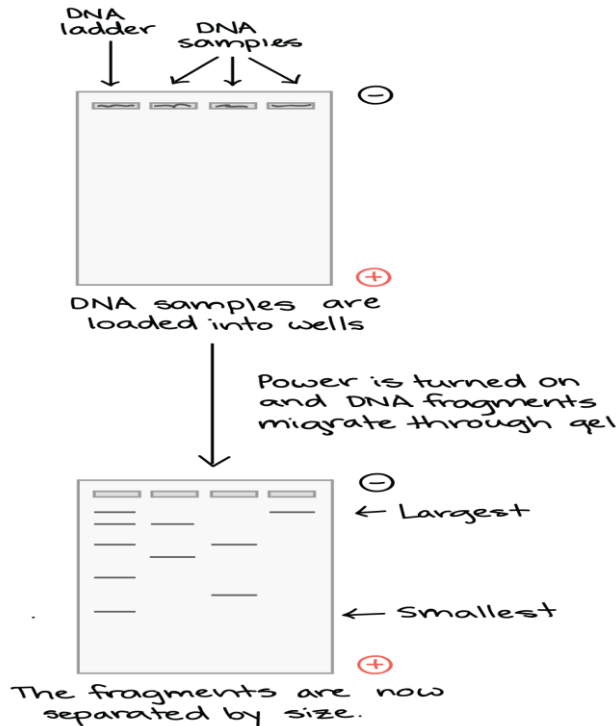 DNA
ladder
DNA
samples
−
+
DNA samples are
loaded into wells
Power is turned on
and DNA fragments
migrate through gel
−
← Largest
← Smallest
+
The fragments are now
separated by size.